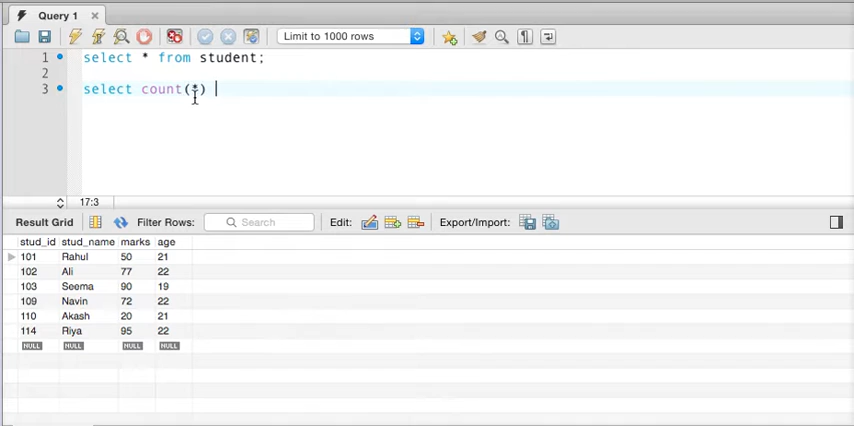 Query 1
Limit to 1000 rows
1 select * from student;
2
3 select count(*)
17:3
Result Grid Filter Rows: Search Edit: Export/Import:
stud_id stud_name marks age
101 Rahul 50 21
102 Ali 77 22
103 Seema 90 19
109 Navin 72 22
110 Akash 20 21
114 Riya 95 22
NULL NULL NULL NULL